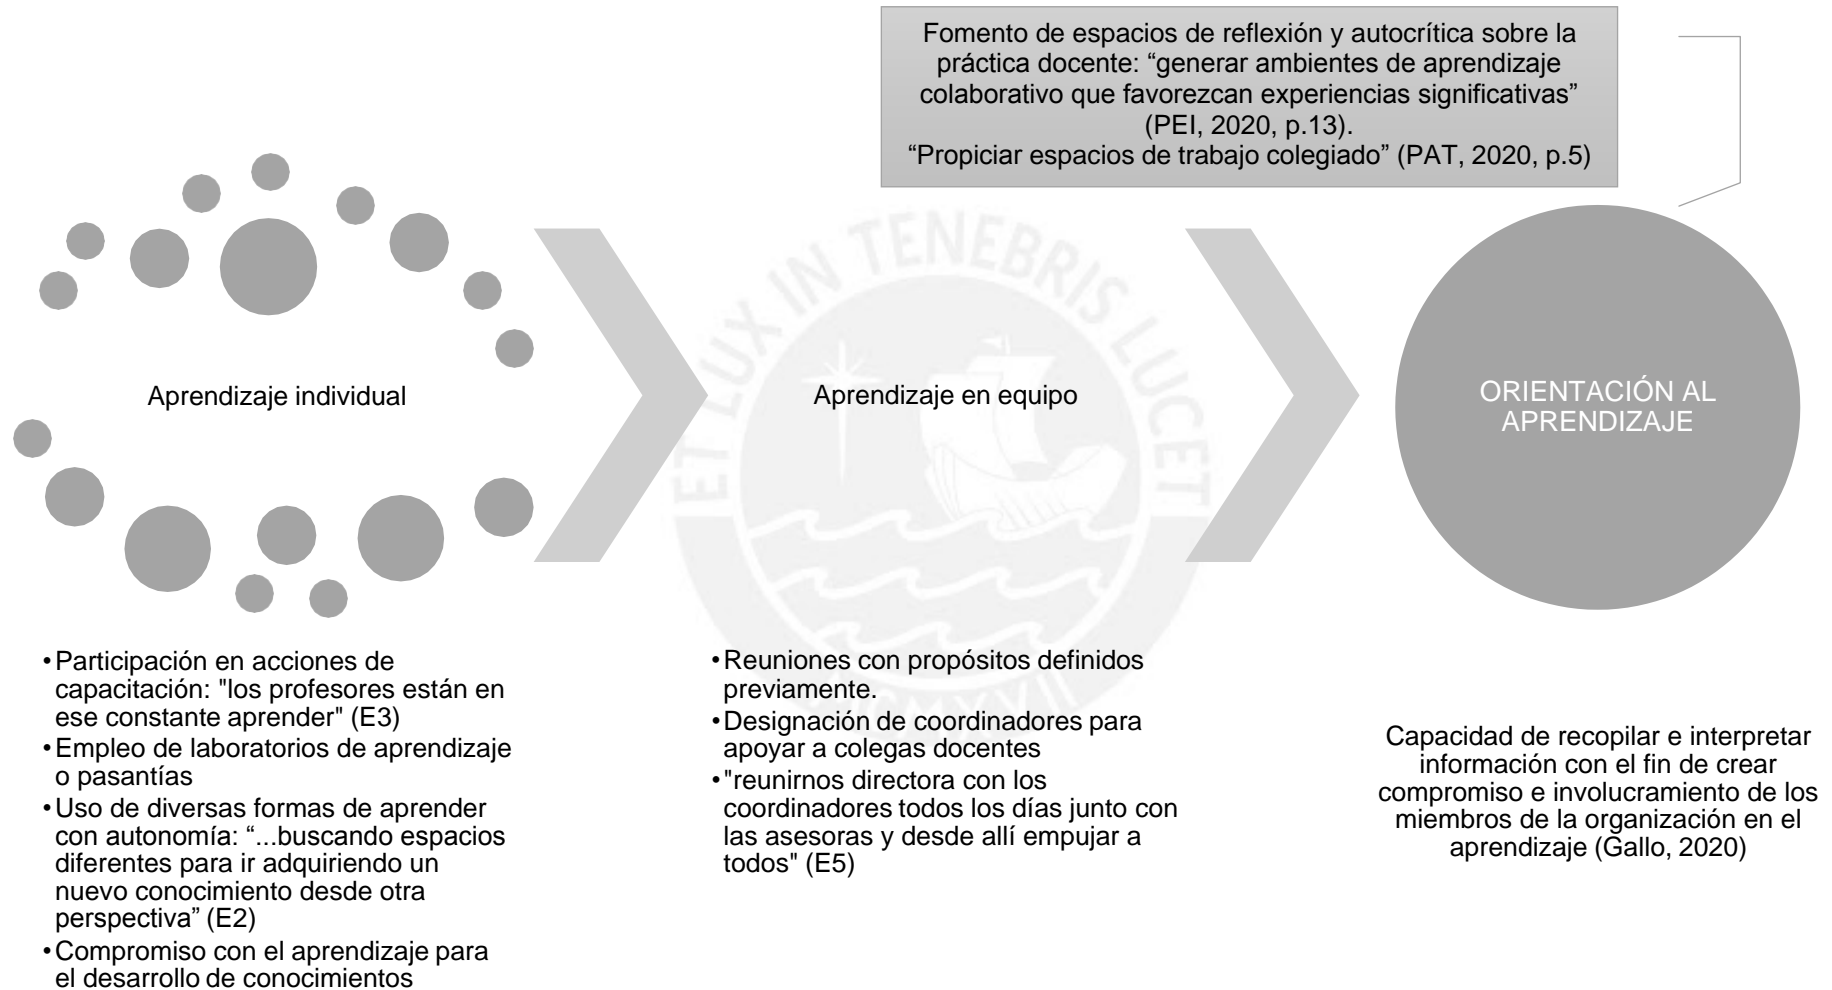 Fomento de espacios de reflexión y autocrítica sobre la
práctica docente: “generar ambientes de aprendizaje
colaborativo que favorezcan experiencias significativas”
(PEI, 2020, p.13).
“Propiciar espacios de trabajo colegiado” (PAT, 2020, p.5)
ET LUX IN TENEBRIS LUCET
Aprendizaje individual
Aprendizaje en equipo
ORIENTACIÓN AL
APRENDIZAJE
MCMXVII
•Participación en acciones de
capacitación: "los profesores están en
ese constante aprender" (E3)
•Empleo de laboratorios de aprendizaje
o pasantías
•Uso de diversas formas de aprender
con autonomía: “...buscando espacios
diferentes para ir adquiriendo un
nuevo conocimiento desde otra
perspectiva” (E2)
•Compromiso con el aprendizaje para
el desarrollo de conocimientos
•Reuniones con propósitos definidos
previamente.
•Designación de coordinadores para
apoyar a colegas docentes
•"reunirnos directora con los
coordinadores todos los días junto con
las asesoras y desde allí empujar a
todos" (E5)
Capacidad de recopilar e interpretar
información con el fin de crear
compromiso e involucramiento de los
miembros de la organización en el
aprendizaje (Gallo, 2020)